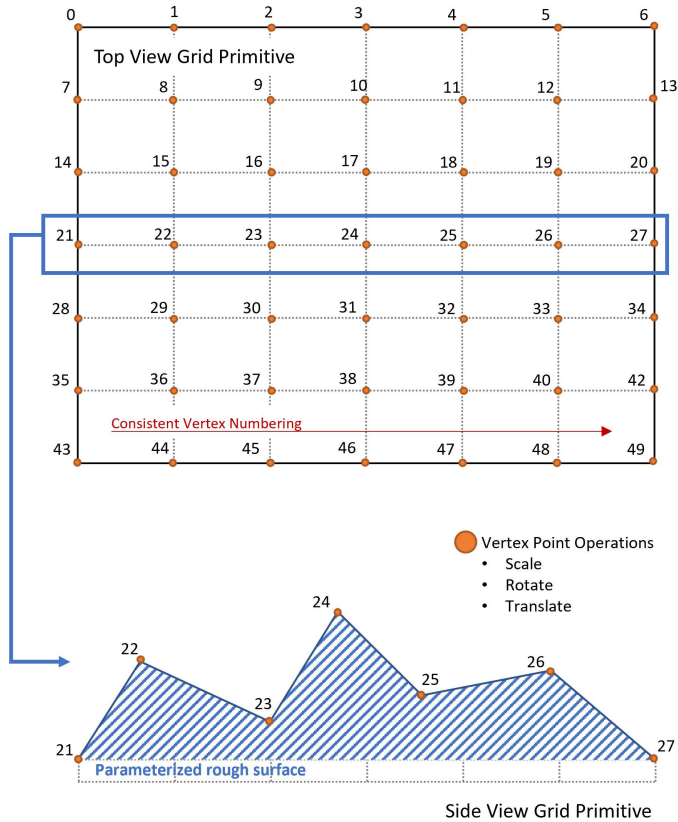 0 1 2 3 4 5 6
Top View Grid Primitive
7 8 9 10 11 12 13
14 15 16 17 18 19 20
21 22 23 24 25 26 27
28 29 30 31 32 33 34
35 36 37 38 39 40 42
Consistent Vertex Numbering
43 44 45 46 47 48 49
Vertex Point Operations
• Scale
• Rotate
• Translate
24
22
26
25
23
21
27
Parameterized rough surface
Side View Grid Primitive